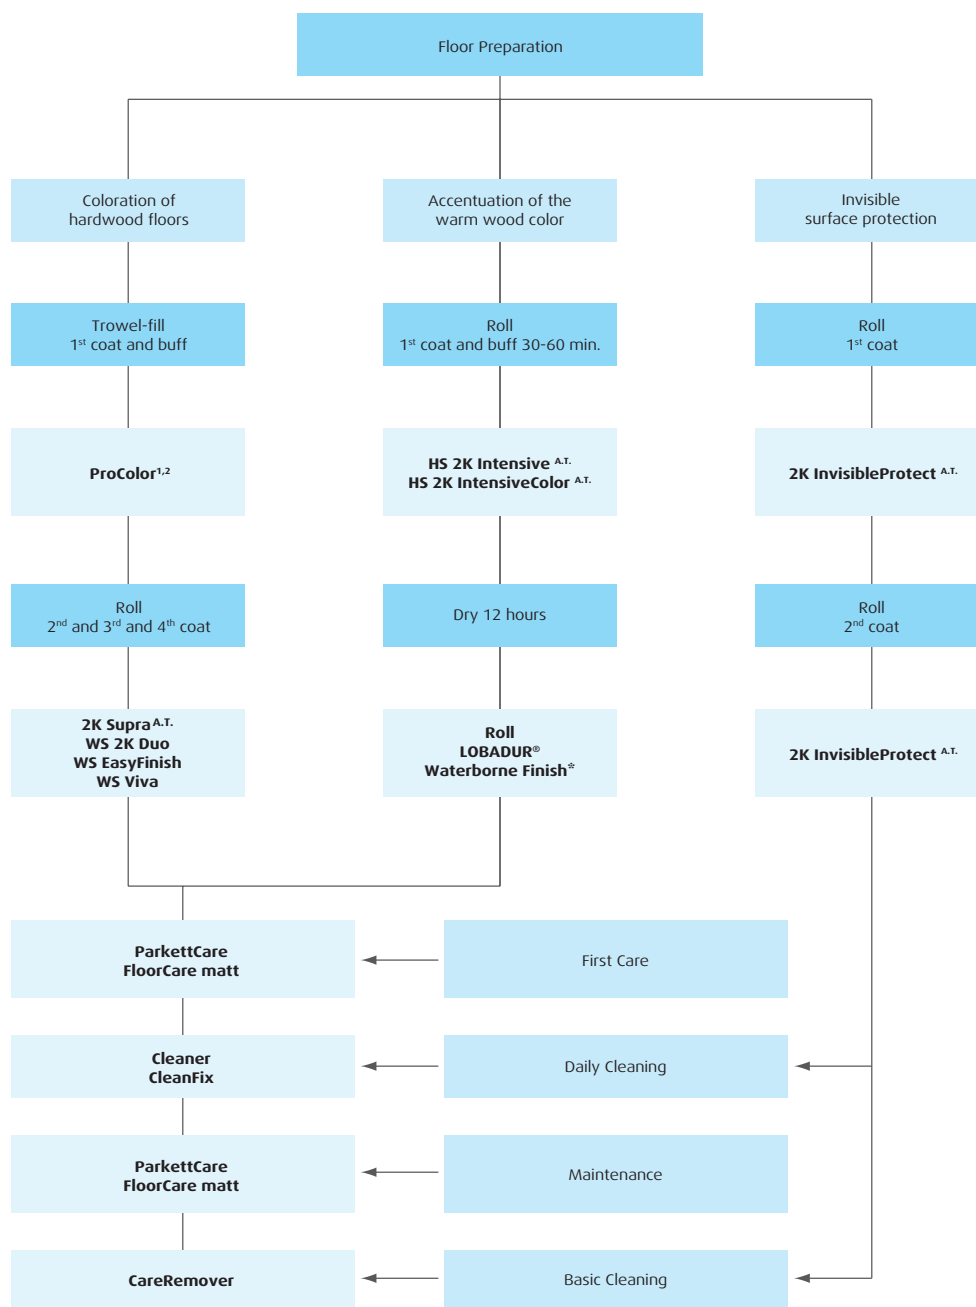 Floor Preparation
Coloration of
hardwood floors
Accentuation of the
warm wood color
Invisible
surface protection
Trowel-fill
1st coat and buff
Roll
1st coat and buff 30-60 min.
Roll
1st coat
ProColor1,2
HS 2K Intensive A.T.
HS 2K IntensiveColor A.T.
2K InvisibleProtect A.T.
Roll
2nd and 3rd and 4th coat
Dry 12 hours
Roll
2nd coat
2K Supra A.T.
WS 2K Duo
WS EasyFinish
WS Viva
Roll
LOBADUR®
Waterborne Finish*
2K InvisibleProtect A.T.
ParkettCare
FloorCare matt
First Care
Cleaner
CleanFix
Daily Cleaning
ParkettCare
FloorCare matt
Maintenance
CareRemover
Basic Cleaning